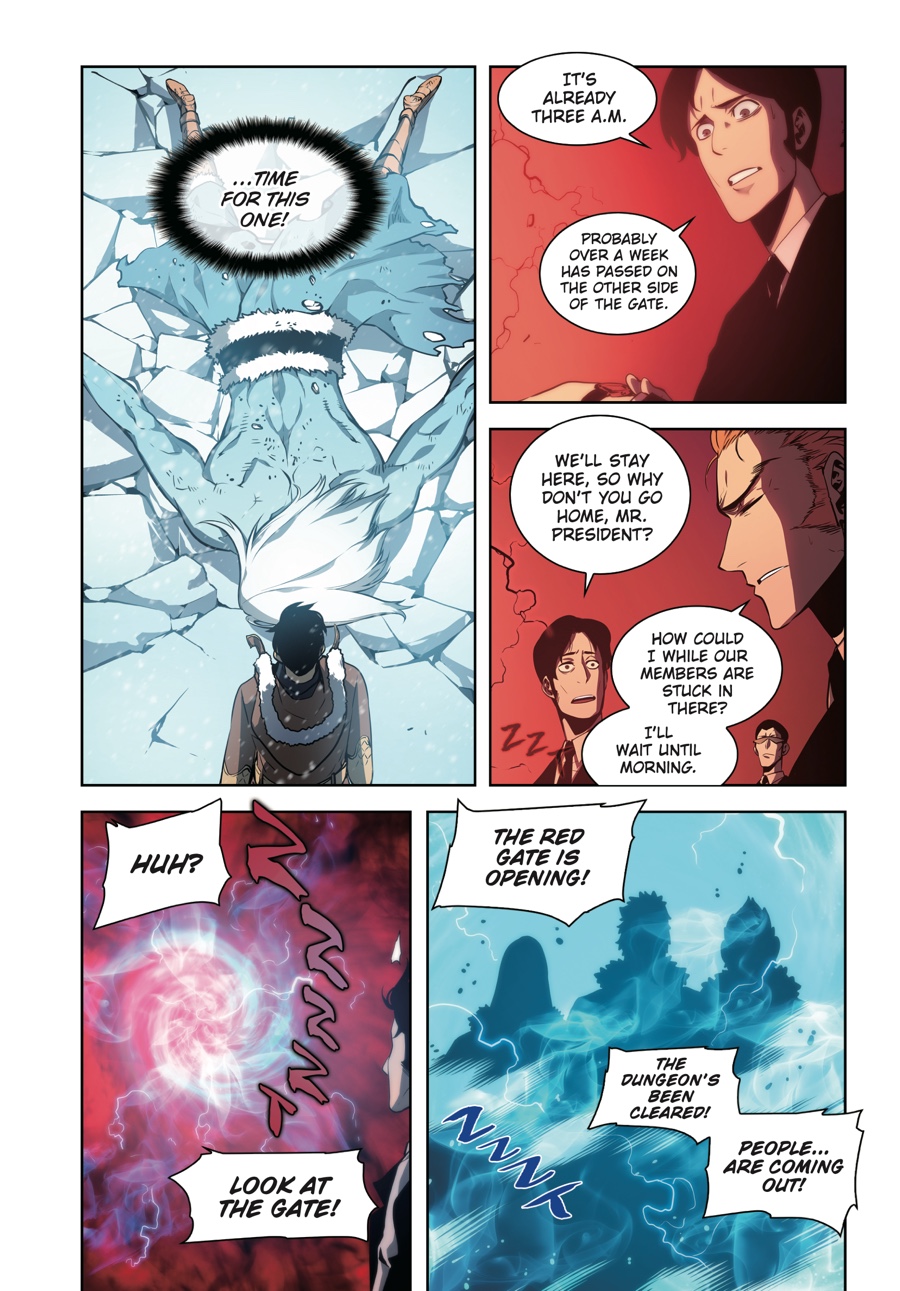 ...TIME
FOR THIS
ONE!
IT'S
ALREADY
THREE A.M.
PROBABLY
OVER A WEEK
HAS PASSED ON
THE OTHER SIDE
OF THE GATE.
WE'LL STAY
HERE, SO WHY
DON'T YOU GO
HOME, MR.
PRESIDENT?
HOW COULD
I WHILE OUR
MEMBERS ARE
STUCK IN
THERE?
I'LL
WAIT UNTIL
MORNING.
ZZ
HUH?
LOOK AT
THE GATE!
THE RED
GATE IS
OPENING!
THE
DUNGEON'S
BEEN
CLEARED!
PEOPLE...
ARE COMING
OUT!